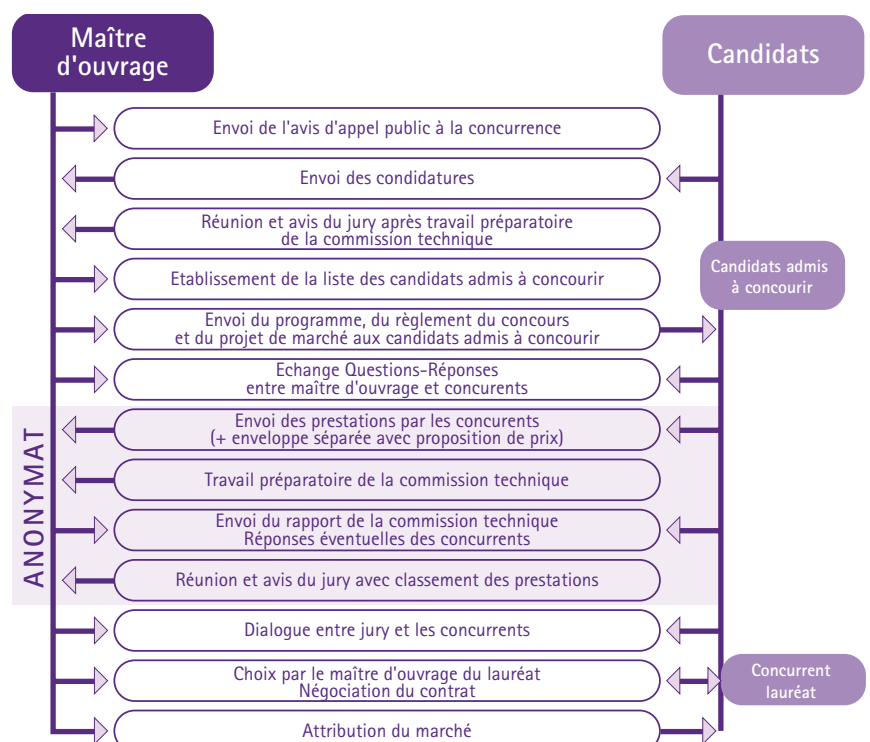 Maître
d'ouvrage
Candidats
Envoi de l'avis d'appel public à la concurrence
Envoi des condidatures
Réunion et avis du jury après travail préparatoire
de la commission technique
Candidats admis
à concourir
Etablissement de la liste des candidats admis à concourir
Envoi du programme, du règlement du concours
et du projet de marché aux candidats admis à concourir
Echange Questions-Réponses
entre maître d'ouvrage et concurents
ANONYMAT
Envoi des prestations par les concurents
(+ enveloppe séparée avec proposition de prix)
Travail préparatoire de la commission technique
Envoi du rapport de la commission technique
Réponses éventuelles des concurrents
Réunion et avis du jury avec classement des prestations
Dialogue entre jury et les concurrents
Choix par le maître d'ouvrage du lauréat
Négociation du contrat
Concurrent
lauréat
Attribution du marché